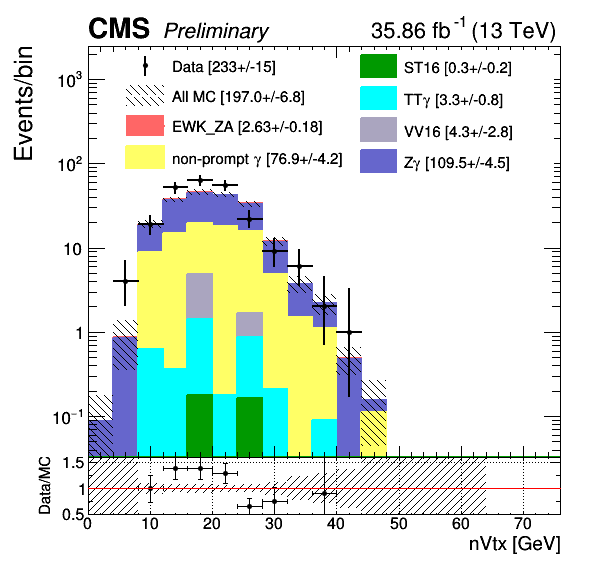 CMS Preliminary 35.86 fb⁻¹ (13 TeV)
Events/bin
10³
10²
10
1
10⁻¹
Data [233+/-15]
All MC [197.0+/-6.8]
EWK_ZA [2.63+/-0.18]
non-prompt γ [76.9+/-4.2]
ST16 [0.3+/-0.2]
TTγ [3.3+/-0.8]
VV16 [4.3+/-2.8]
Zγ [109.5+/-4.5]
Data/MC
1.5
1
0.5
0 10 20 30 40 50 60 70
nVtx [GeV]